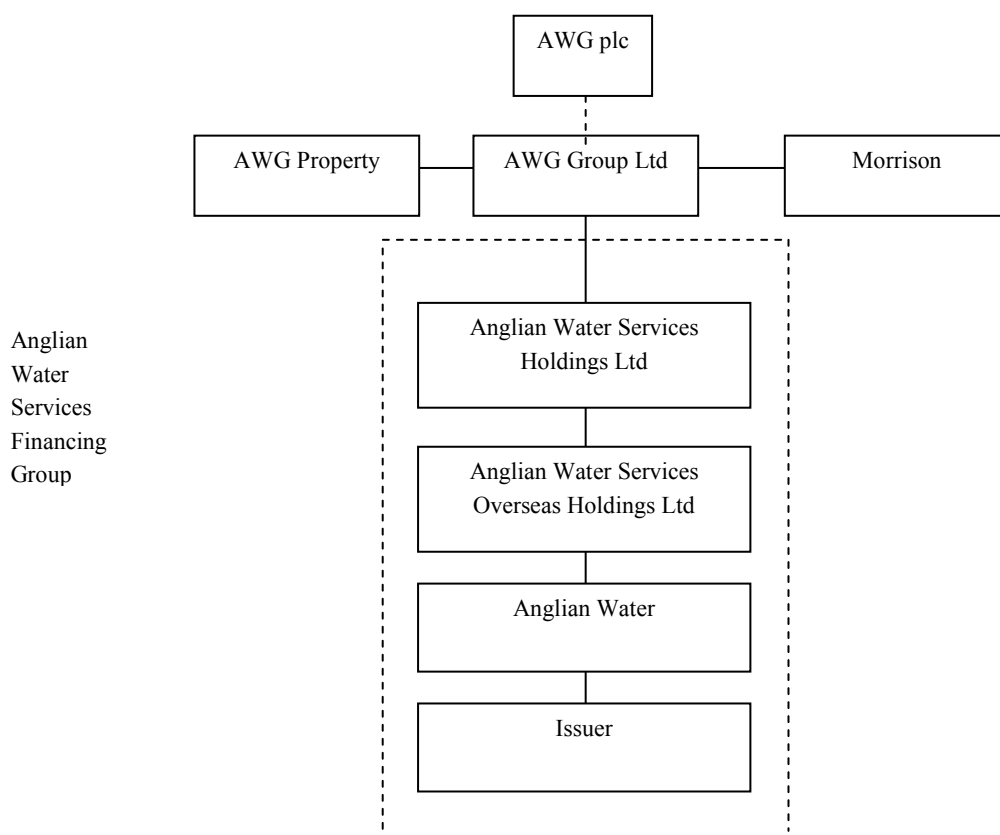 AWG plc
AWG Property
AWG Group Ltd
Morrison
Anglian Water Services
Holdings Ltd
Anglian
Water
Services
Financing
Group
Anglian Water Services
Overseas Holdings Ltd
Anglian Water
Issuer